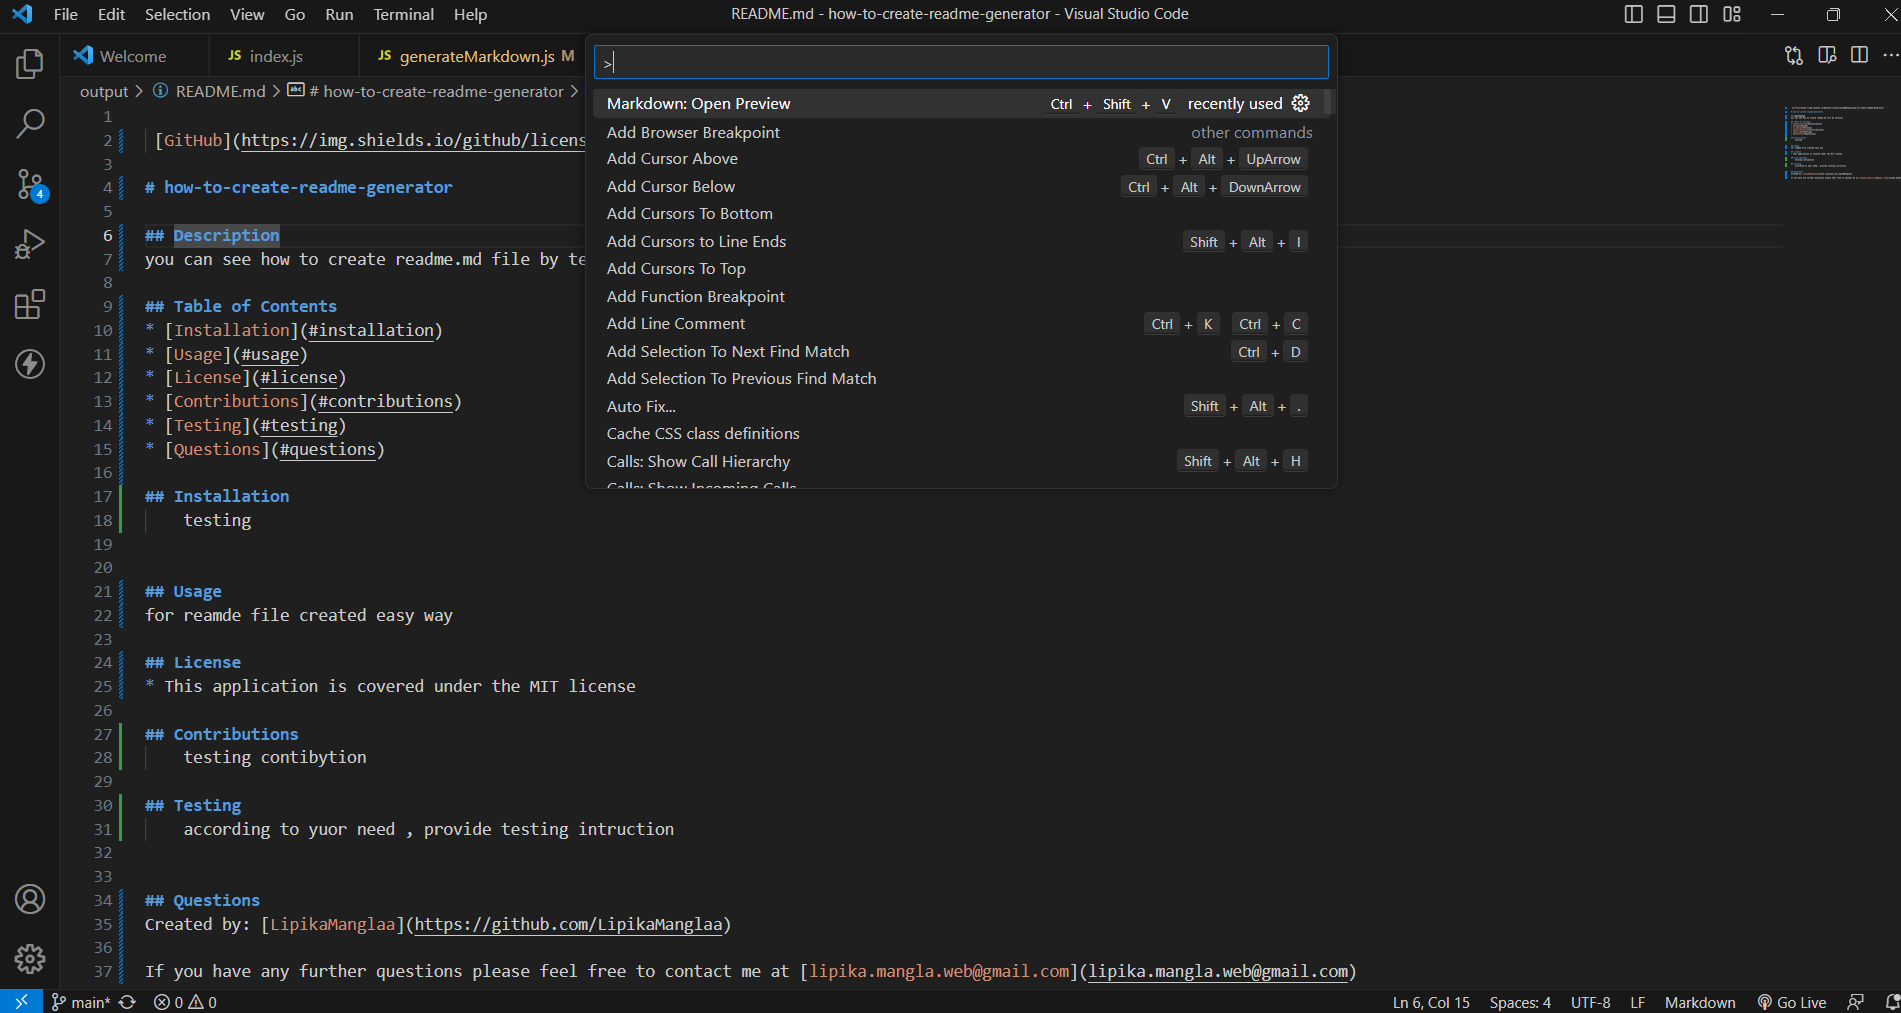 File Edit Selection View Go Run Terminal Help
README.md - how-to-create-readme-generator - Visual Studio Code
Welcome
JS index.js
JS generateMarkdown.js M
output > README.md > # how-to-create-readme-generator >
>
Markdown: Open Preview Ctrl + Shift + V recently used
Add Browser Breakpoint other commands
Add Cursor Above Ctrl + Alt + UpArrow
Add Cursor Below Ctrl + Alt + DownArrow
Add Cursors To Bottom
Add Cursors to Line Ends Shift + Alt + I
Add Cursors To Top
Add Function Breakpoint
Add Line Comment Ctrl + K Ctrl + C
Add Selection To Next Find Match Ctrl + D
Add Selection To Previous Find Match
Auto Fix... Shift + Alt + .
Cache CSS class definitions
Calls: Show Call Hierarchy Shift + Alt + H
Calls: Show Incoming Calls
1
2 [GitHub](https://img.shields.io/github/licens
3
4 # how-to-create-readme-generator
5
6 ## Description
7 you can see how to create readme.md file by te
8
9 ## Table of Contents
10 * [Installation](#installation)
11 * [Usage](#usage)
12 * [License](#license)
13 * [Contributions](#contributions)
14 * [Testing](#testing)
15 * [Questions](#questions)
16
17 ## Installation
18 testing
19
20
21 ## Usage
22 for reamde file created easy way
23
24 ## License
25 * This application is covered under the MIT license
26
27 ## Contributions
28 testing contibytion
29
30 ## Testing
31 according to yuor need , provide testing intruction
32
33
34 ## Questions
35 Created by: [LipikaManglaa](https://github.com/LipikaManglaa)
36
37 If you have any further questions please feel free to contact me at [lipika.mangla.web@gmail.com](lipika.mangla.web@gmail.com)
4
main* 0 0
Ln 6, Col 15 Spaces: 4 UTF-8 LF Markdown Go Live